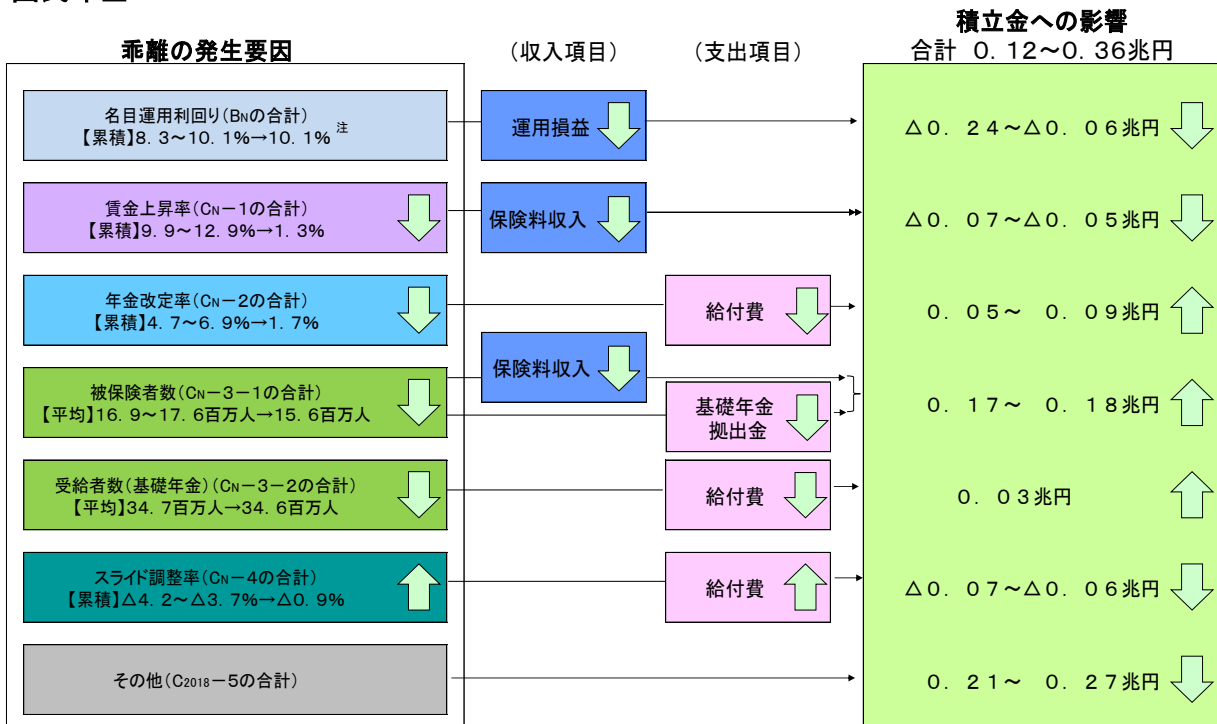 積立金への影響
乖離の発生要因
（収入項目）
（支出項目）
合計 ０．１２～０．３６兆円
名目運用利回り（BNの合計）
【累積】8．3～10．1％→10．1％ 注
運用損益
△０．２４～△０．０６兆円
賃金上昇率（CN－1の合計）
【累積】9．9～12．9％→1．3％
保険料収入
△０．０７～△０．０５兆円
年金改定率（CN－2の合計）
【累積】4．7～6．9％→1．7％
給付費
０．０５～ ０．０９兆円
被保険者数（CN－3－1の合計）
【平均】16．9～17．6百万人→15．6百万人
保険料収入
基礎年金
拠出金
０．１７～ ０．１８兆円
受給者数（基礎年金）（CN－3－2の合計）
【平均】34．7百万人→34．6百万人
給付費
０．０３兆円
スライド調整率（CN－4の合計）
【累積】△4．2～△3．7％→△0．9％
給付費
△０．０７～△０．０６兆円
その他（C2018－5の合計）
０．２１～ ０．２７兆円